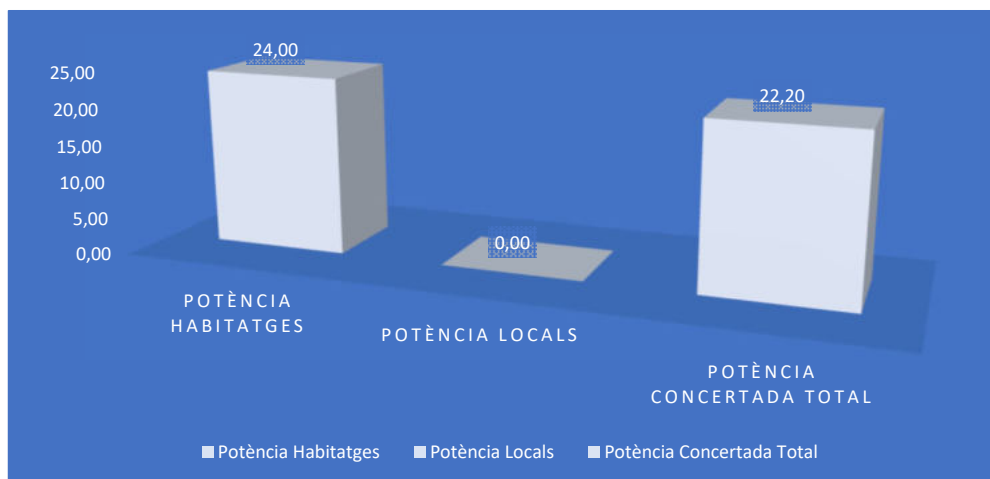 24,00
25,00
20,00
15,00
10,00
5,00
0,00
0,00
22,20
POTÈNCIA
HABITATGES
POTÈNCIA LOCALS
POTÈNCIA
CONCERTADA TOTAL
Potència Habitatges
Potència Locals
Potència Concertada Total